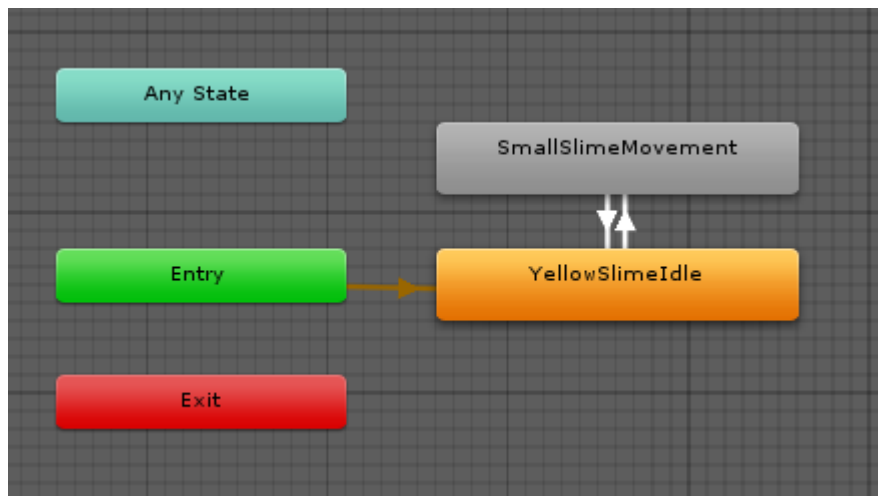 Any State
SmallSlimeMovement
Entry
YellowSlimeIdle
Exit